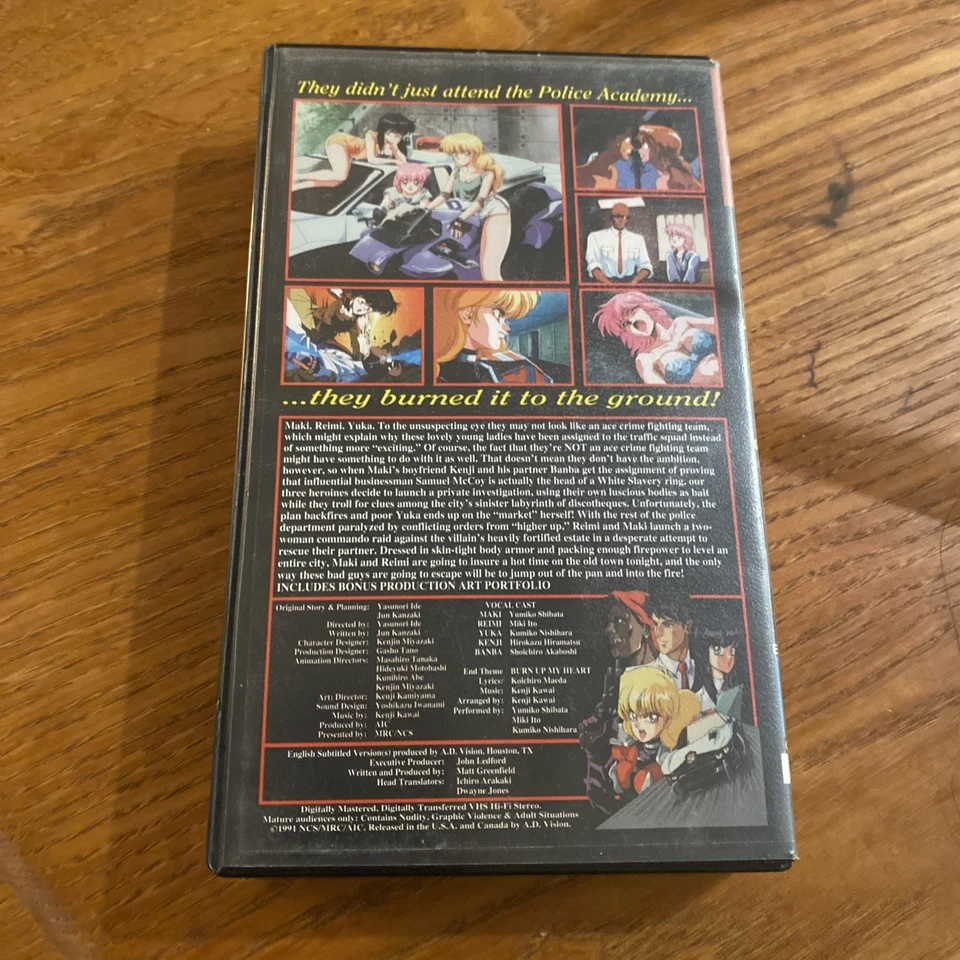 They didn't just attend the Police Academy...
...they burned it to the ground!
Maki. Reimi. Yuka. To the unsuspecting eye they may not look like an ace crime fighting team,
which might explain why these lovely young ladies have been assigned to the traffic squad instead
of something more "exciting." Of course, the fact that they're NOT an ace crime fighting team
might have something to do with it as well. That doesn't mean they don't have the ambition,
however, so when Maki's boyfriend Kenji and his partner Banba get the assignment of proving
that influential businessman Samuel McCoy is actually the head of a White Slavery ring, our
three heroines decide to launch a private investigation, using their own luscious bodies as bait
while they troll for clues among the city's sinister labyrinth of discotheques. Unfortunately, the
plan backfires and poor Yuka ends up on the "market" herself! With the rest of the police
department paralyzed by conflicting orders from "higher up," Reimi and Maki launch a two-
woman commando raid against the villain's heavily fortified estate in a desperate attempt to
rescue their partner. Dressed in skin-tight body armor and packing enough firepower to level an
entire city, Maki and Reimi are going to insure a hot time on the old town tonight, and the only
way these bad guys are going to escape will be to jump out of the pan and into the fire!
INCLUDES BONUS PRODUCTION ART PORTFOLIO
Original Story & Planning: Yasunori Ide
Jun Kanzaki
Directed by: Yasunori Ide
Written by: Jun Kanzaki
Character Designer: Kenjin Miyazaki
Production Designer: Gasho Tano
Animation Directors: Masahiro Tanaka
Hideyuki Motohashi
Kunihiro Abe
Kenjin Miyazaki
Art: Director: Kenji Kamiyama
Sound Design: Yoshikazu Iwanami
Music by: Kenji Kawai
Produced by: AIC
Presented by: MRC/NCS
VOCAL CAST
MAKI Yumiko Shibata
REIMI Miki Ito
YUKA Kumiko Nishihara
KENJI Hirokazu Hiramatsu
BANBA Shoichiro Akaboshi
End Theme BURN UP MY HEART
Lyrics: Koichiro Maeda
Music: Kenji Kawai
Arranged by: Kenji Kawai
Performed by: Yumiko Shibata
Miki Ito
Kumiko Nishihara
English Subtitled Version(s) produced by A.D. Vision, Houston, TX
Executive Producer: John Ledford
Written and Produced by: Matt Greenfield
Head Translators: Ichiro Arakaki
Dwayne Jones
Digitally Mastered. Digitally Transferred VHS Hi-Fi Stereo.
Mature audiences only: Contains Nudity, Graphic Violence & Adult Situations
©1991 NCS/MRC/AIC. Released in the U.S.A. and Canada by A.D. Vision.